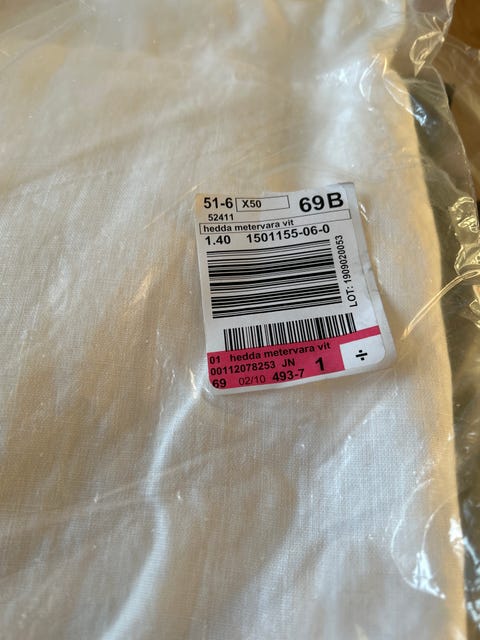 51-6 X50 69B
52411
hedda metervara vit
1.40 1501155-06-0
LOT: 1909020053
01 hedda metervara vit
00112078253 JN 1 ÷
69 02/10 493-7